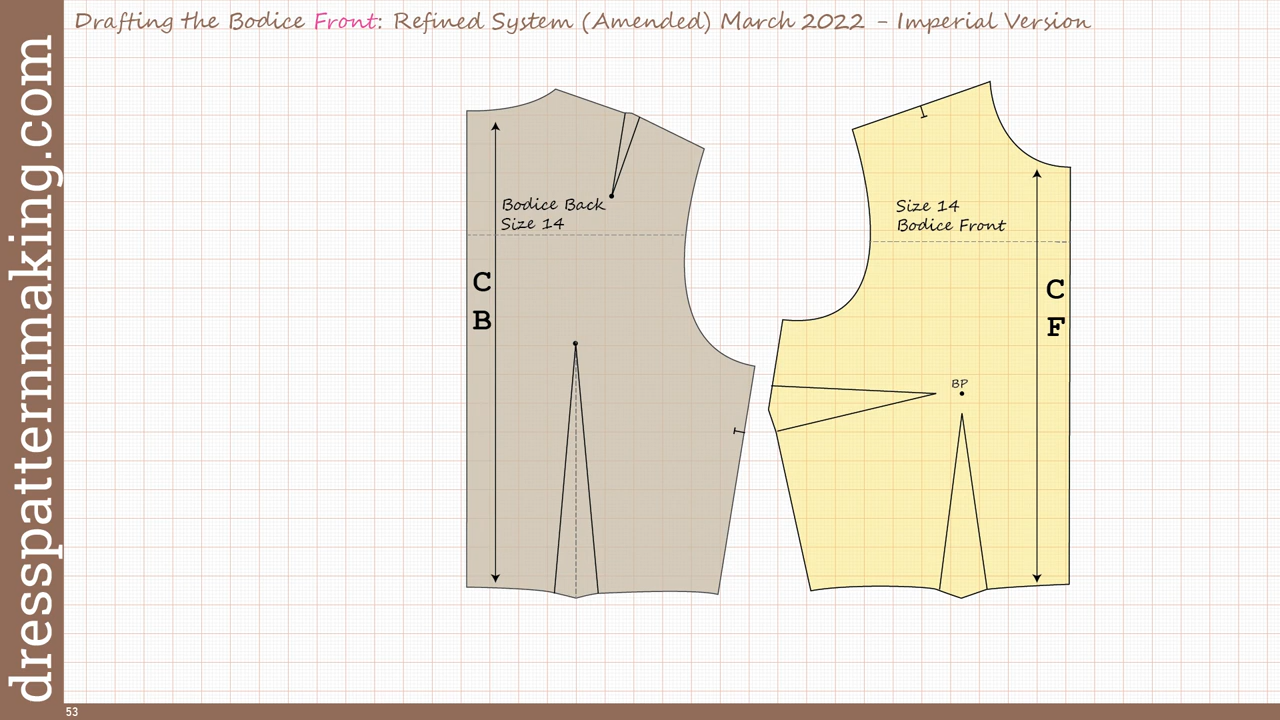 Drafting the Bodice Front: Refined System (Amended) March 2022 - Imperial Version
dresspatternmaking.com
Bodice Back
Size 14
C
B
Size 14
Bodice Front
C
F
BP
53